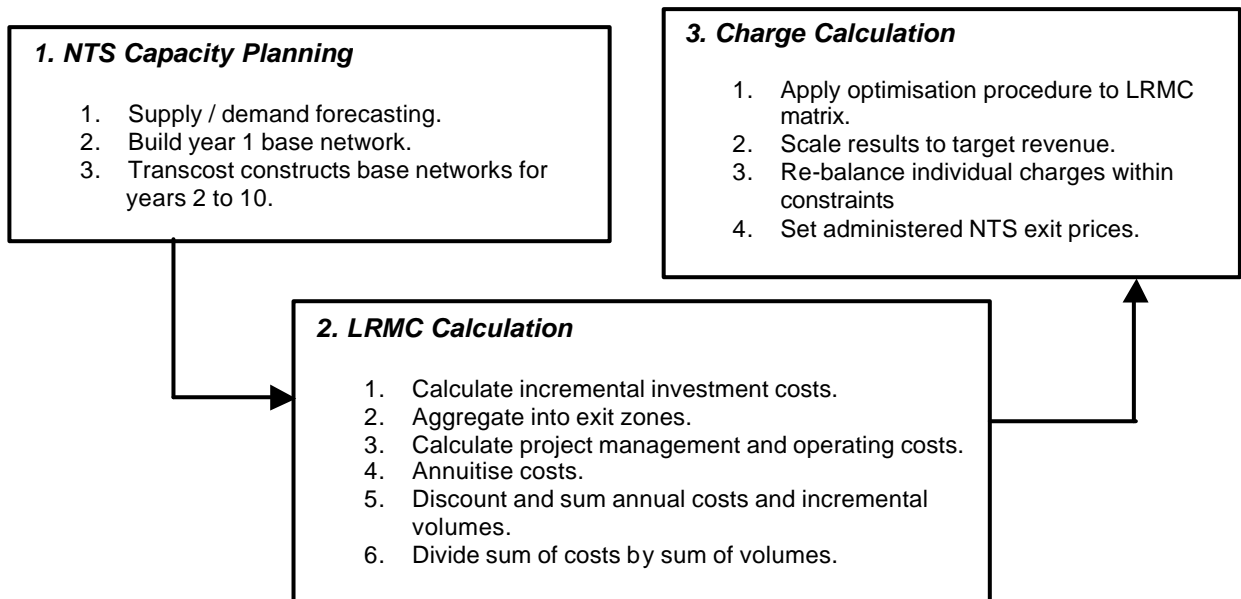 1. NTS Capacity Planning
1. Supply / demand forecasting.
2. Build year 1 base network.
3. Transcost constructs base networks for
years 2 to 10.
2. LRMC Calculation
1. Calculate incremental investment costs.
2. Aggregate into exit zones.
3. Calculate project management and operating costs.
4. Annuitise costs.
5. Discount and sum annual costs and incremental
volumes.
6. Divide sum of costs by sum of volumes.
3. Charge Calculation
1. Apply optimisation procedure to LRMC
matrix.
2. Scale results to target revenue.
3. Re-balance individual charges within
constraints
4. Set administered NTS exit prices.